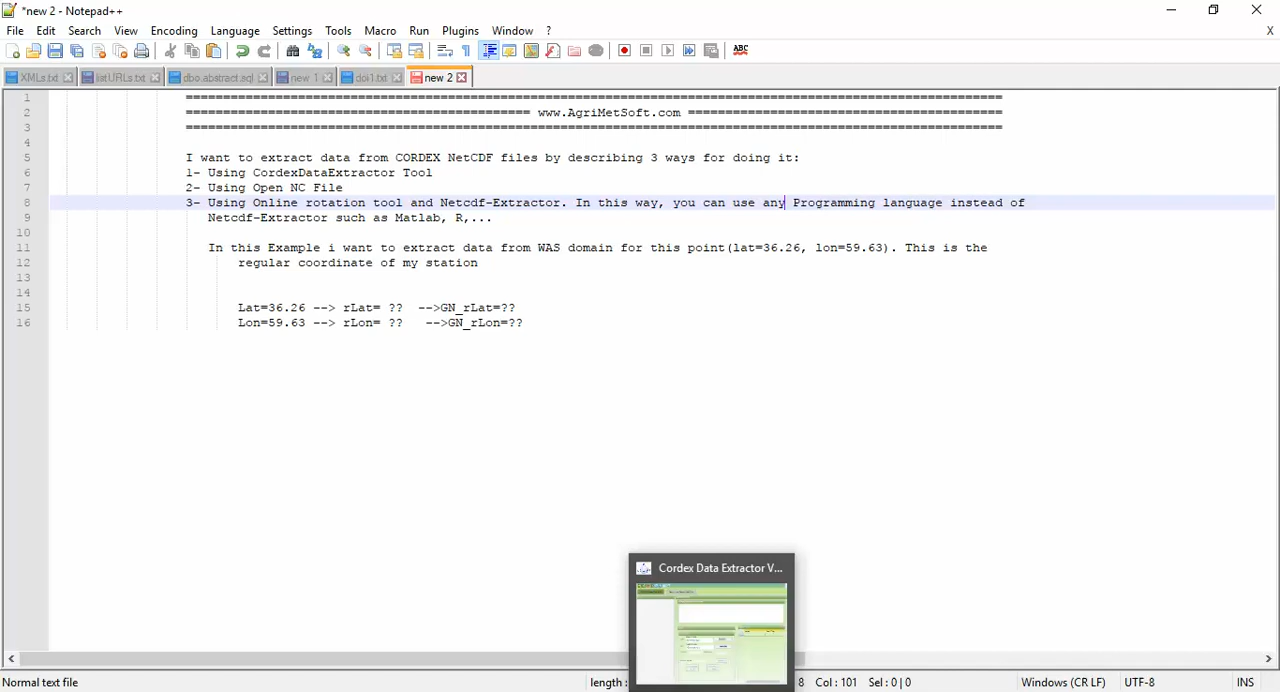 *new 2 - Notepad++
File Edit Search View Encoding Language Settings Tools Macro Run Plugins Window ?
X
ABC
XMLs.txt listURLs.txt dbo.abstract.sql new 1 doi1.txt new 2
1 ==============================================================================================================
2 ============================================== www.AgriMetSoft.com ==========================================
3 ==============================================================================================================
4
5 I want to extract data from CORDEX NetCDF files by describing 3 ways for doing it:
6 1- Using CordexDataExtractor Tool
7 2- Using Open NC File
8 3- Using Online rotation tool and Netcdf-Extractor. In this way, you can use any Programming language instead of
9 Netcdf-Extractor such as Matlab, R,...
10
11 In this Example i want to extract data from WAS domain for this point(lat=36.26, lon=59.63). This is the
12 regular coordinate of my station
13
14
15 Lat=36.26 --> rLat= ?? -->GN_rLat=??
16 Lon=59.63 --> rLon= ?? -->GN_rLon=??
Cordex Data Extractor V...
Normal text file length : 8 Col : 101 Sel : 0 | 0 Windows (CR LF) UTF-8 INS